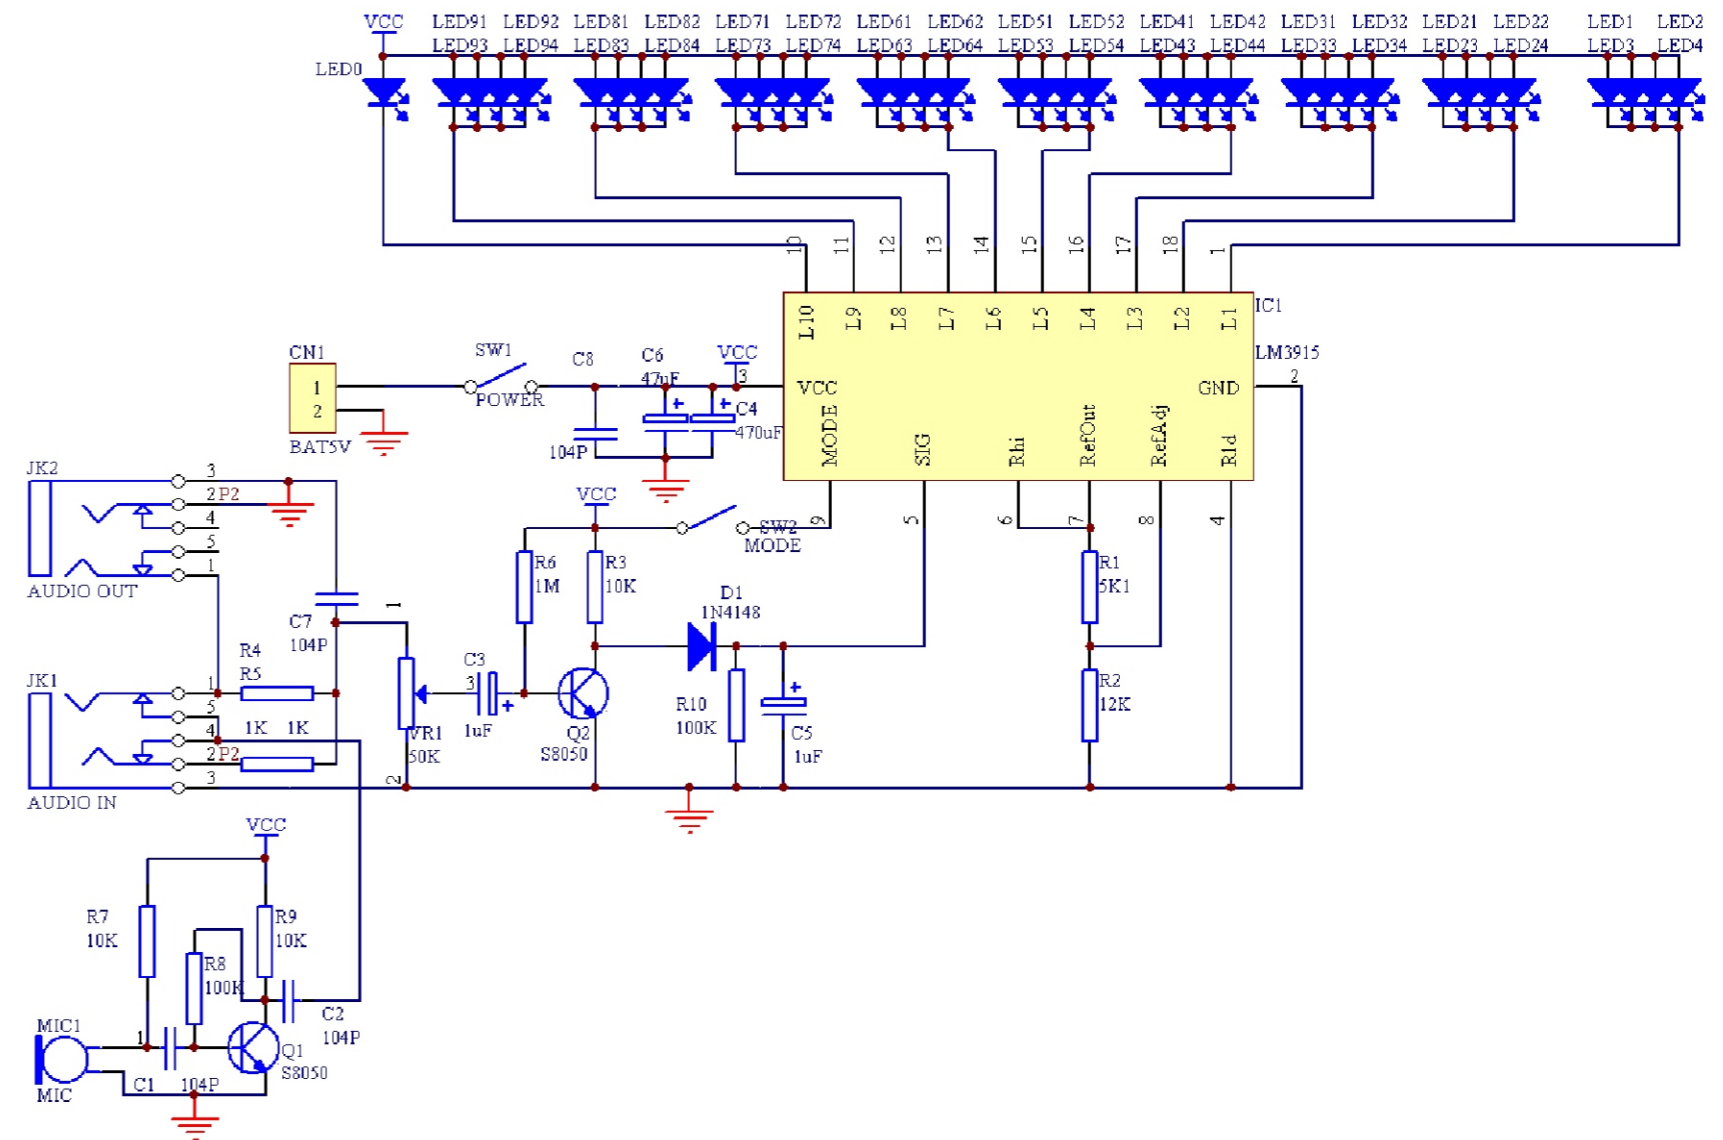 VCC LED91 LED92 LED81 LED82 LED71 LED72 LED61 LED62 LED51 LED52 LED41 LED42 LED31 LED32 LED21 LED22 LED1 LED2
LED93 LED94 LED83 LED84 LED73 LED74 LED63 LED64 LED53 LED54 LED43 LED44 LED33 LED34 LED23 LED24 LED3 LED4
LED0
10 11 12 13 14 15 16 17 18 1
L10 L9 L8 L7 L6 L5 L4 L3 L2 L1
IC1
LM3915
CN1
1
2
BAT5V
SW1
POWER
C8
104P
C6
47uF
VCC
3
C4
470uF
VCC
GND
2
MODE SIG Rhi RefOut RefAdj Rld
9 5 6 7 8 4
JK2
3
2 P2
4
5
1
AUDIO OUT
VCC
SW2
MODE
R6
1M
R3
10K
D1
1N4148
R1
5K1
C7
104P
1
R4
R5
1K 1K
JK1
1
5
4
2 P2
3
AUDIO IN
C3
3
1uF
VR1
50K
2
Q2
S8050
R10
100K
C5
1uF
R2
12K
VCC
R7
10K
R9
10K
R8
100K
C2
104P
MIC1
1
MIC
C1 104P
Q1
S8050